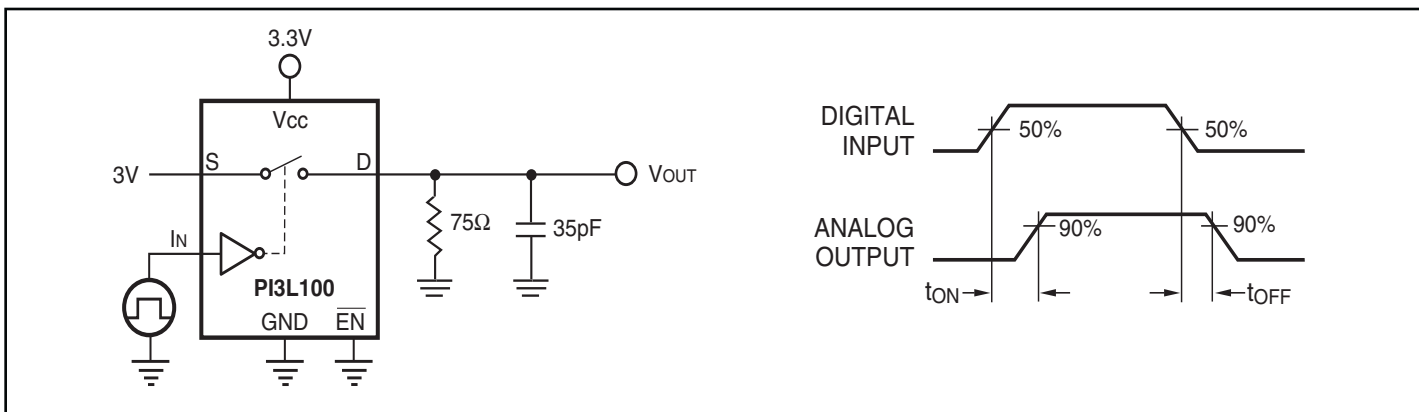 3.3V
Vcc
3V
S
D
VOUT
75Ω
35pF
IN
PI3L100
GND
EN
DIGITAL
INPUT
50%
50%
ANALOG
OUTPUT
90%
90%
tON
tOFF